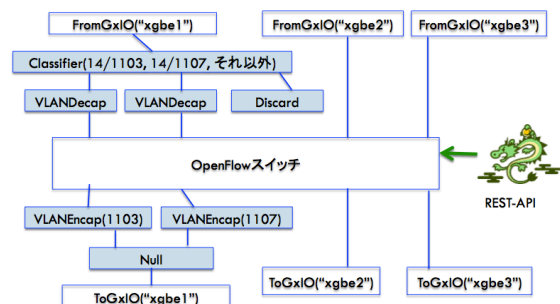 FromGxIO(“xgbe1”)
FromGxIO(“xgbe2”)
FromGxIO(“xgbe3”)
Classifier(14/1103, 14/1107, それ以外)
VLANDecap
VLANDecap
Discard
OpenFlowスイッチ
REST-API
VLANEncap(1103)
VLANEncap(1107)
Null
ToGxIO(“xgbe2”)
ToGxIO(“xgbe3”)
ToGxIO(“xgbe1”)